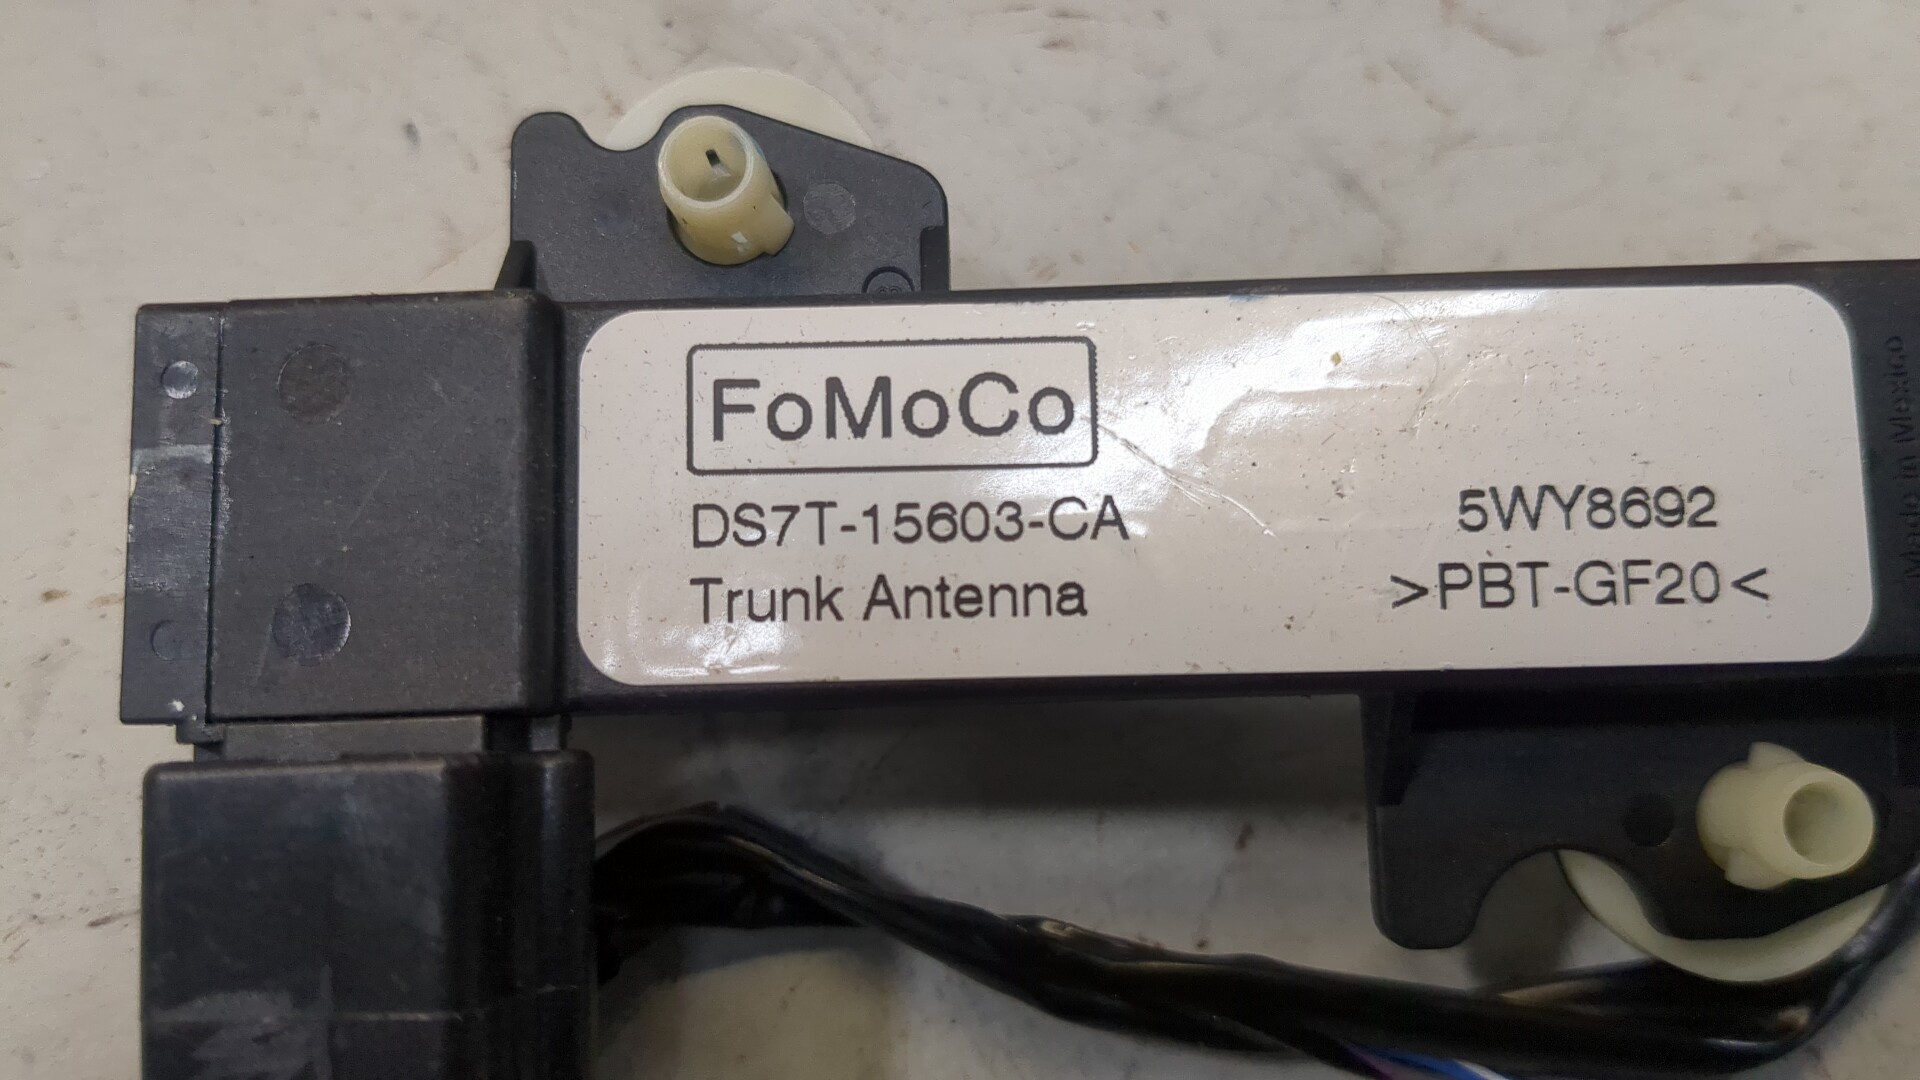 FoMoCo
DS7T-15603-CA
Trunk Antenna
5WY8692
>PBT-GF20<
Made in Mexico